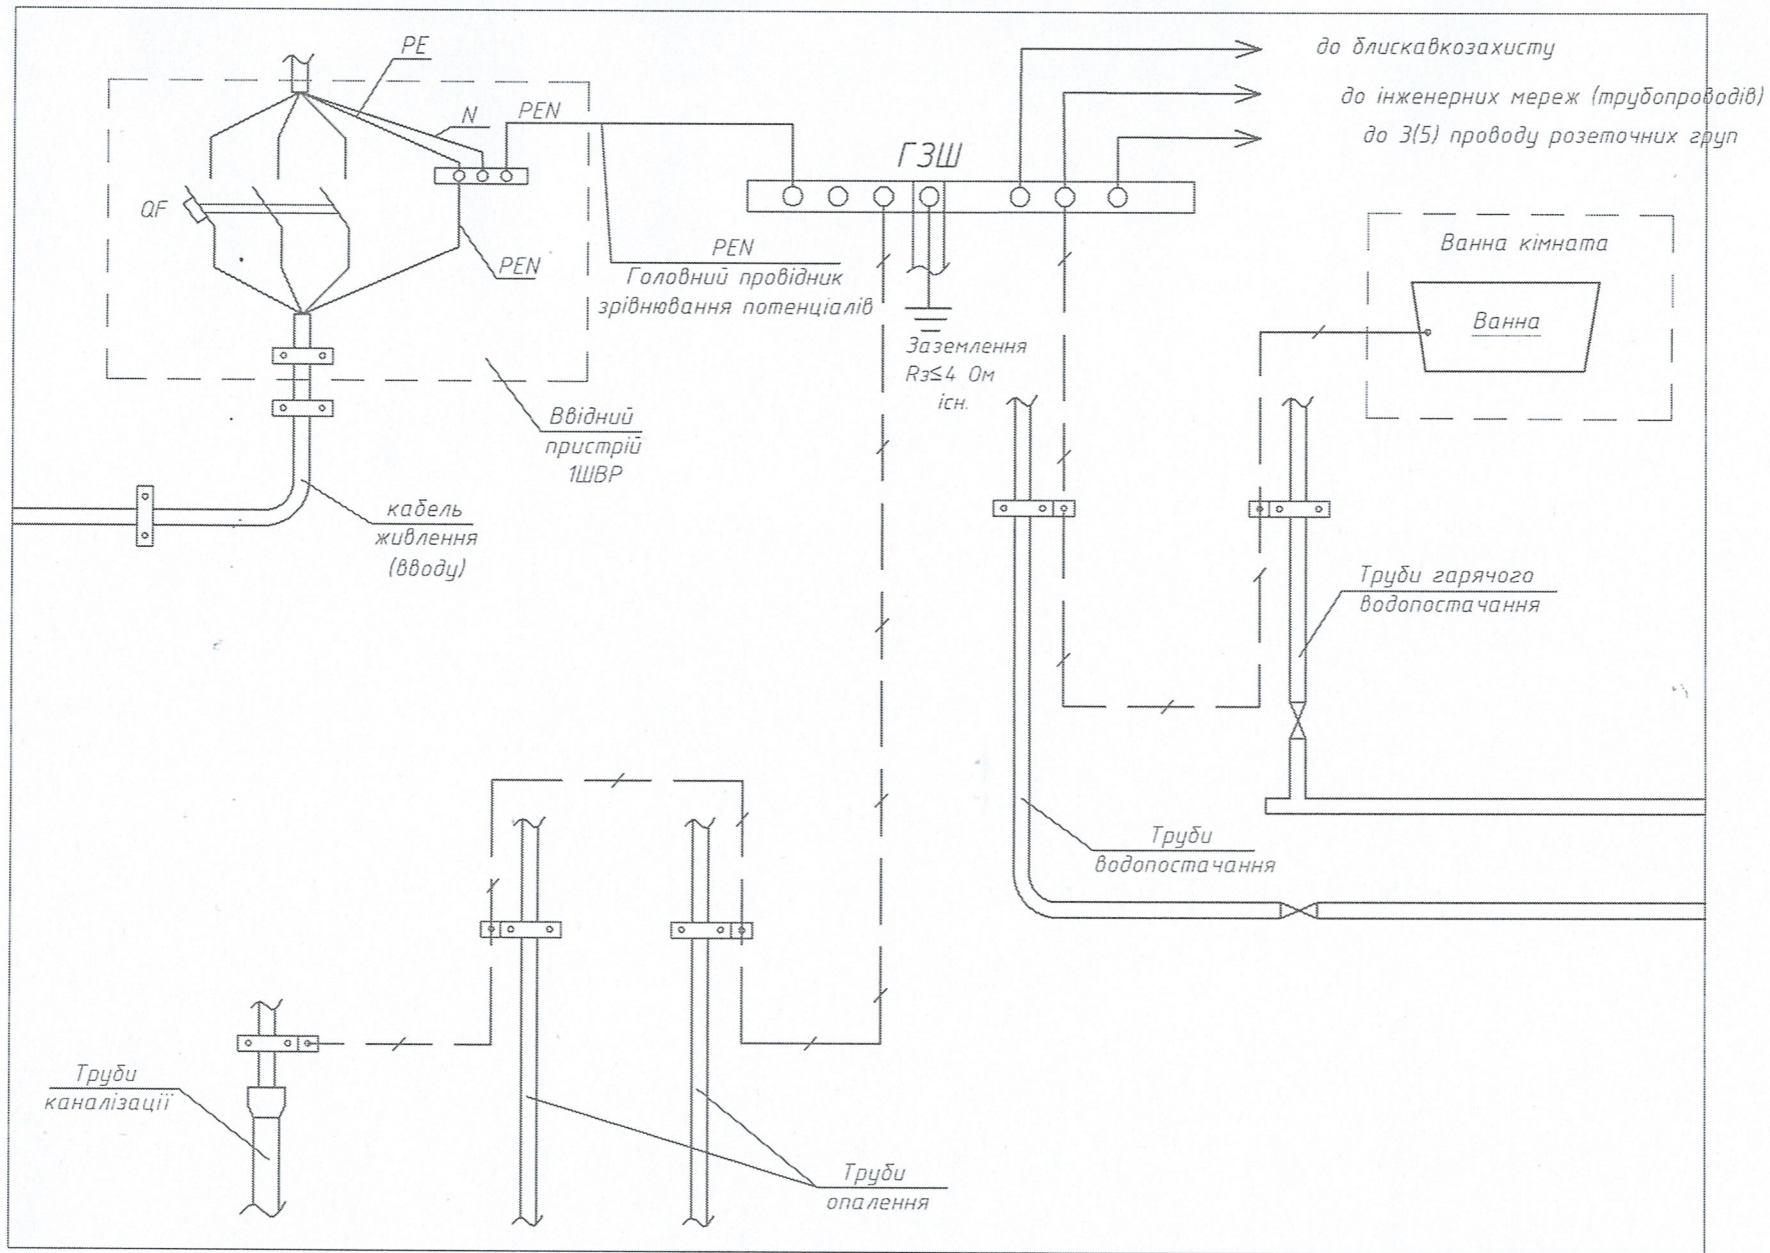 PE
до блискавкозахисту
до інженерних мереж (трубопроводів)
N
PEN
до 3(5) проводу розеточних груп
ГЗШ
QF
PEN
PEN
Головний провідник
зрівнювання потенціалів
Ванна кімната
Ванна
Заземлення
Rз≤4 Ом
існ.
Ввідний
пристрій
1ШВР
кабель
живлення
(вводу)
Труби гарячого
водопостачання
Труби
водопостачання
Труби
каналізації
Труби
опалення